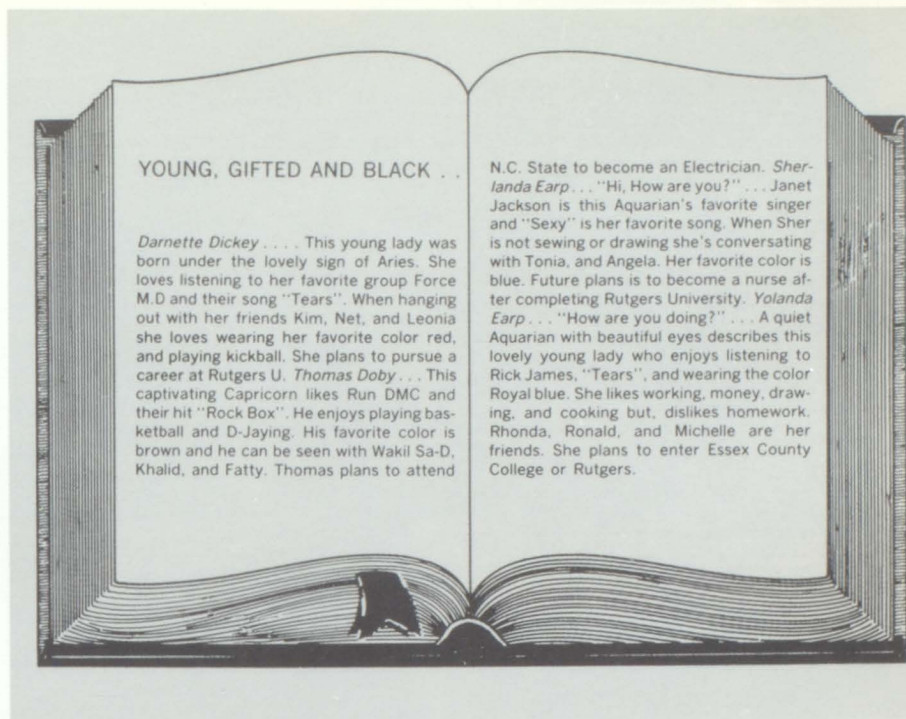 YOUNG, GIFTED AND BLACK . .
Darnette Dickey . . . . This young lady was
born under the lovely sign of Aries. She
loves listening to her favorite group Force
M.D and their song "Tears". When hanging
out with her friends Kim, Net, and Leonia
she loves wearing her favorite color red,
and playing kickball. She plans to pursue a
career at Rutgers U. Thomas Doby . . . This
captivating Capricorn likes Run DMC and
their hit "Rock Box". He enjoys playing bas-
ketball and D-Jaying. His favorite color is
brown and he can be seen with Wakil Sa-D,
Khalid, and Fatty. Thomas plans to attend
N.C. State to become an Electrician. Sher-
landa Earp . . . "Hi, How are you?" . . . Janet
Jackson is this Aquarian's favorite singer
and "Sexy" is her favorite song. When Sher
is not sewing or drawing she's conversating
with Tonia, and Angela. Her favorite color is
blue. Future plans is to become a nurse af-
ter completing Rutgers University. Yolanda
Earp . . . "How are you doing?" . . . A quiet
Aquarian with beautiful eyes describes this
lovely young lady who enjoys listening to
Rick James, "Tears", and wearing the color
Royal blue. She likes working, money, draw-
ing, and cooking but, dislikes homework.
Rhonda, Ronald, and Michelle are her
friends. She plans to enter Essex County
College or Rutgers.